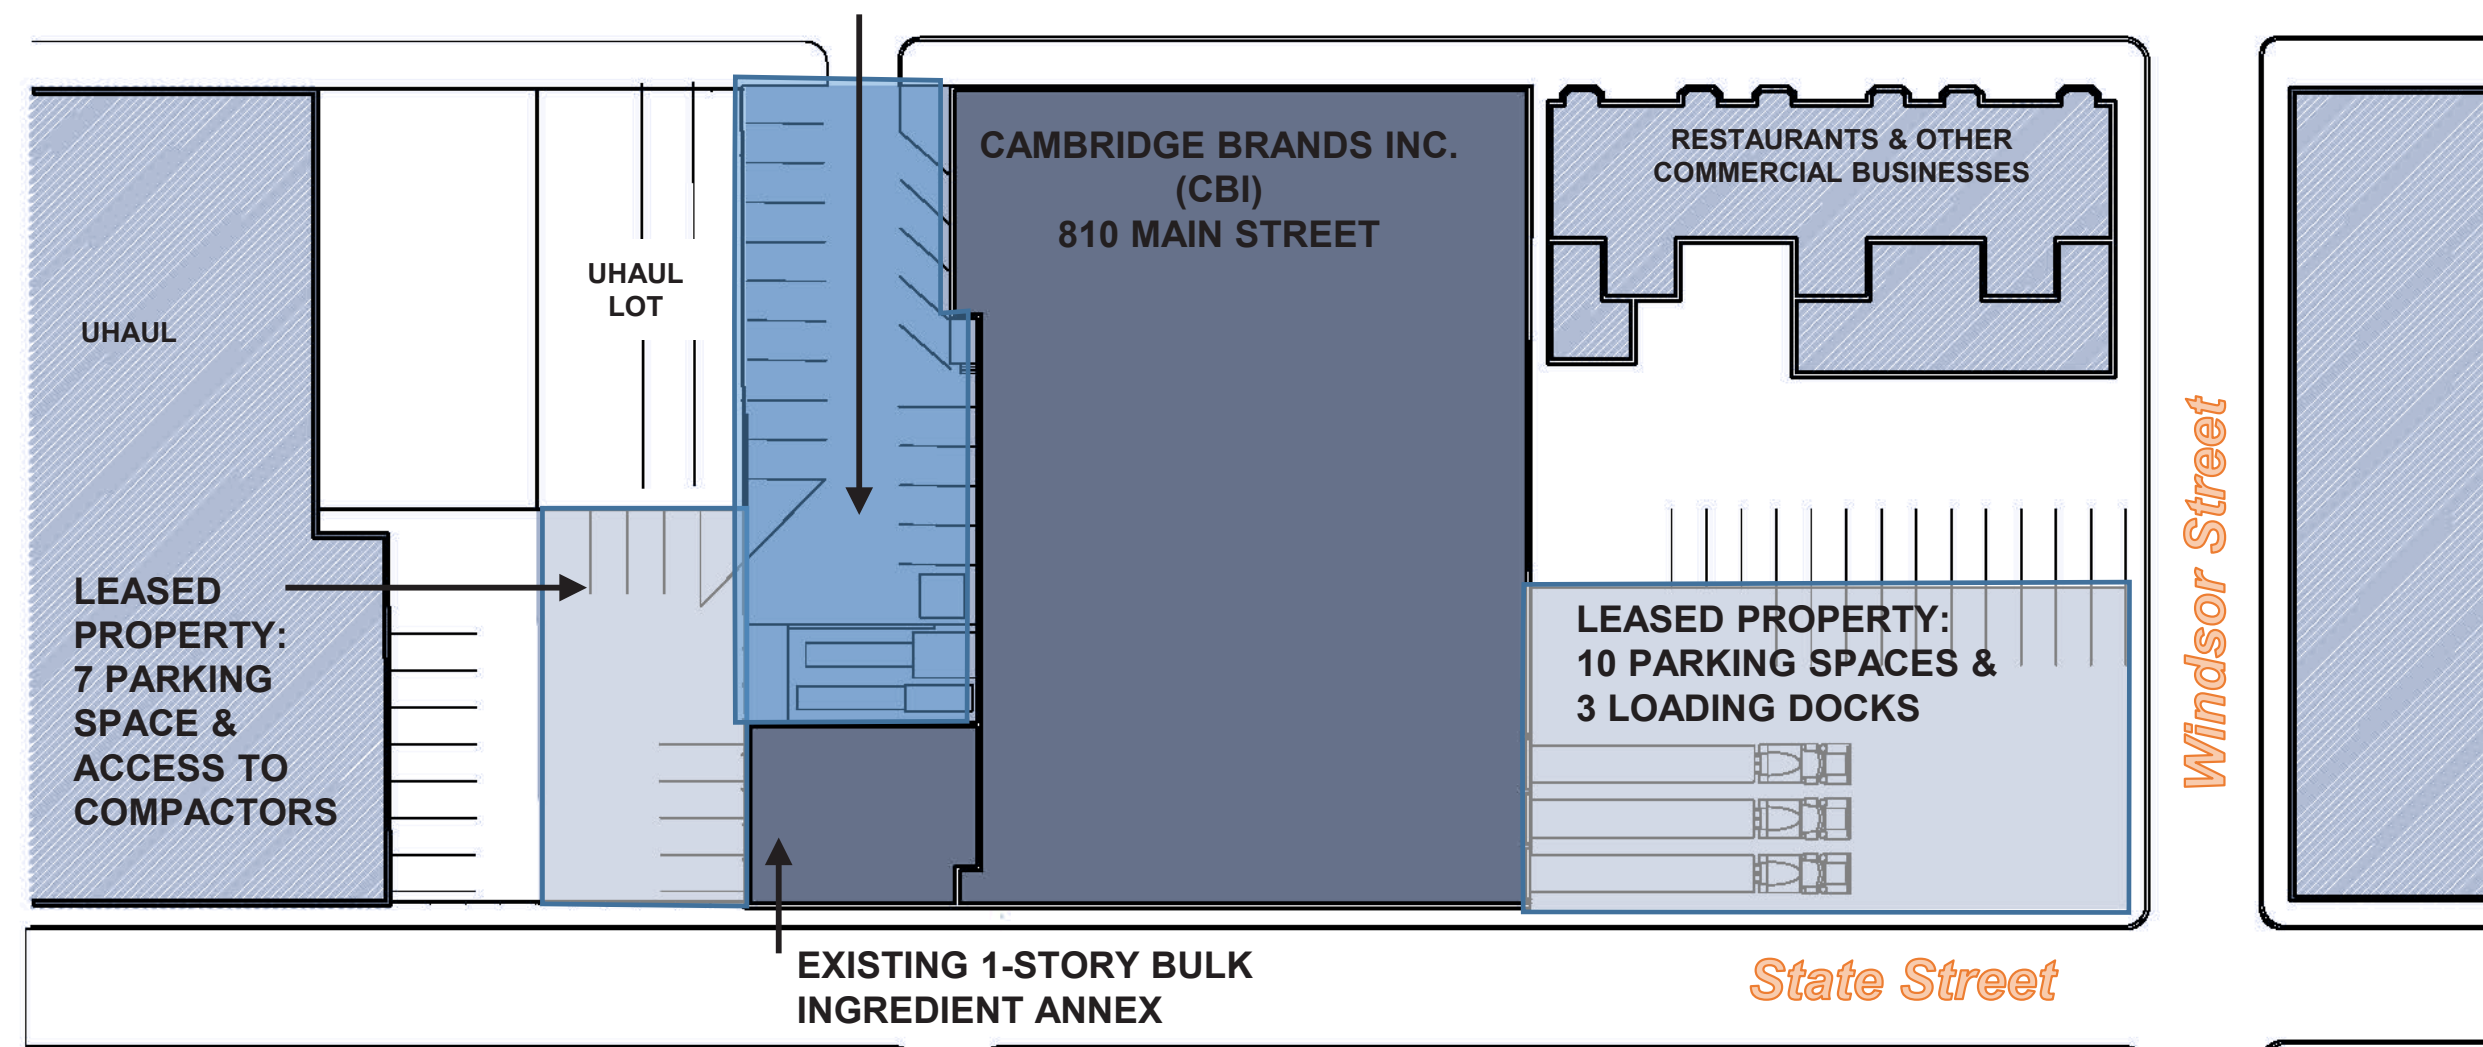 CAMBRIDGE BRANDS INC.
(CBI)
810 MAIN STREET
RESTAURANTS & OTHER
COMMERCIAL BUSINESSES
UHAUL
LOT
UHAUL
LEASED
PROPERTY:
7 PARKING
SPACE &
ACCESS TO
COMPACTORS
LEASED PROPERTY:
10 PARKING SPACES &
3 LOADING DOCKS
Windsor Street
EXISTING 1-STORY BULK
INGREDIENT ANNEX
State Street